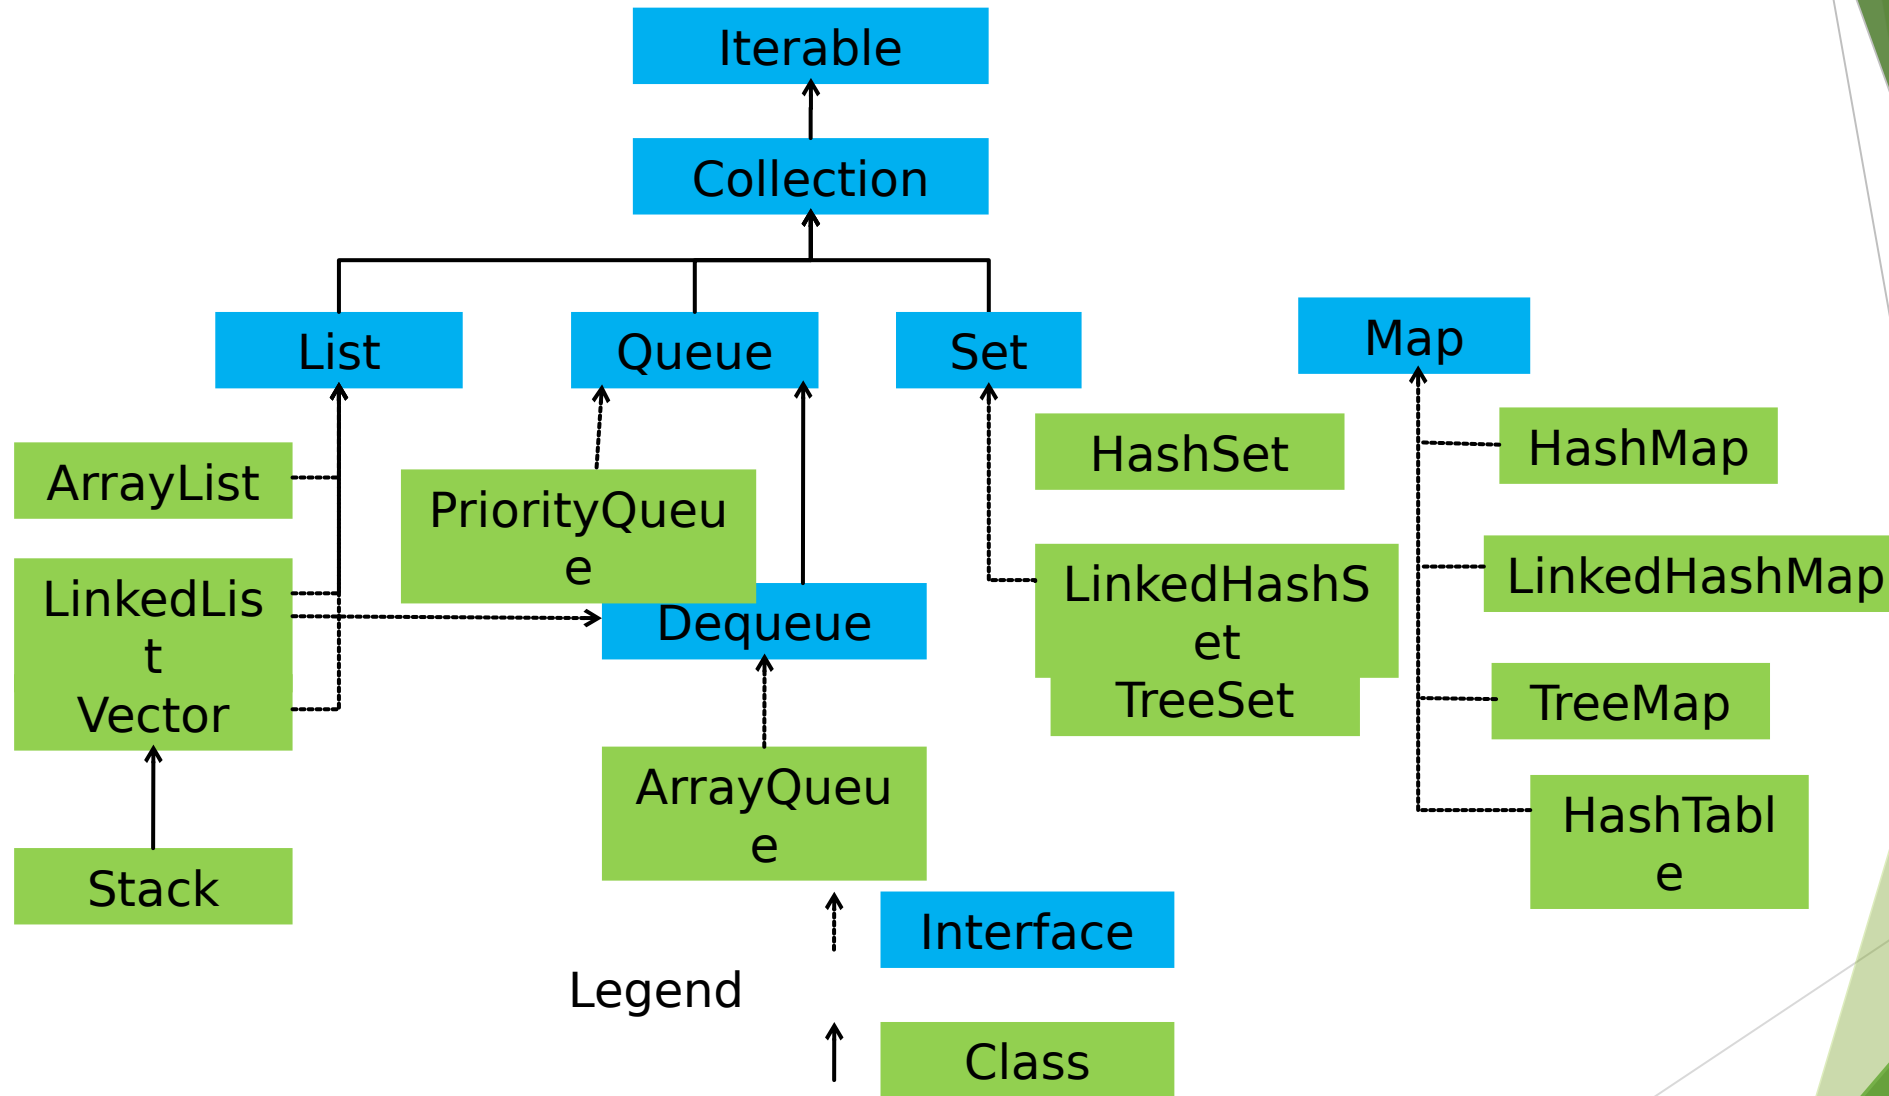 Iterable
Collection
List
Queue
Set
Map
ArrayList
PriorityQueu
e
HashSet
HashMap
LinkedLis
t
Dequeue
LinkedHashS
et
LinkedHashMap
Vector
TreeSet
TreeMap
ArrayQueu
e
HashTabl
e
Stack
Interface
Legend
Class